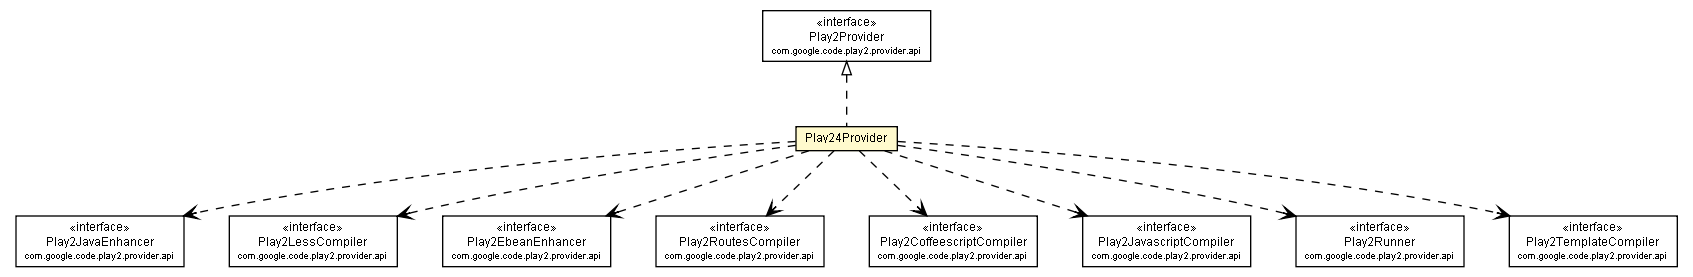 «interface»
Play2Provider
com.google.code.play2.provider.api
Play24Provider
«interface»
Play2JavaEnhancer
com.google.code.play2.provider.api
«interface»
Play2LessCompiler
com.google.code.play2.provider.api
«interface»
Play2EbeanEnhancer
com.google.code.play2.provider.api
«interface»
Play2RoutesCompiler
com.google.code.play2.provider.api
«interface»
Play2CoffeescriptCompiler
com.google.code.play2.provider.api
«interface»
Play2JavascriptCompiler
com.google.code.play2.provider.api
«interface»
Play2Runner
com.google.code.play2.provider.api
«interface»
Play2TemplateCompiler
com.google.code.play2.provider.api